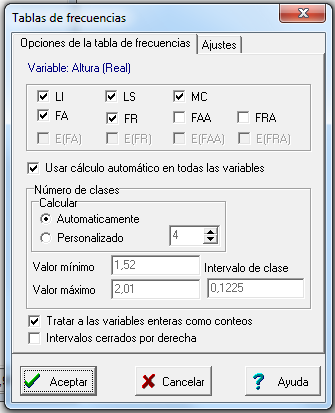 Tablas de frecuencias
Opciones de la tabla de frecuencias Ajustes
Variable: Altura (Real)
LI LS MC
FA FR FAA FRA
E(FA) E(FR) E(FAA) E(FRA)
Usar cálculo automático en todas las variables
Número de clases
Calcular
Automaticamente
Personalizado 4
Valor mínimo 1,52 Intervalo de clase
Valor máximo 2,01 0,1225
Tratar a las variables enteras como conteos
Intervalos cerrados por derecha
Aceptar Cancelar Ayuda